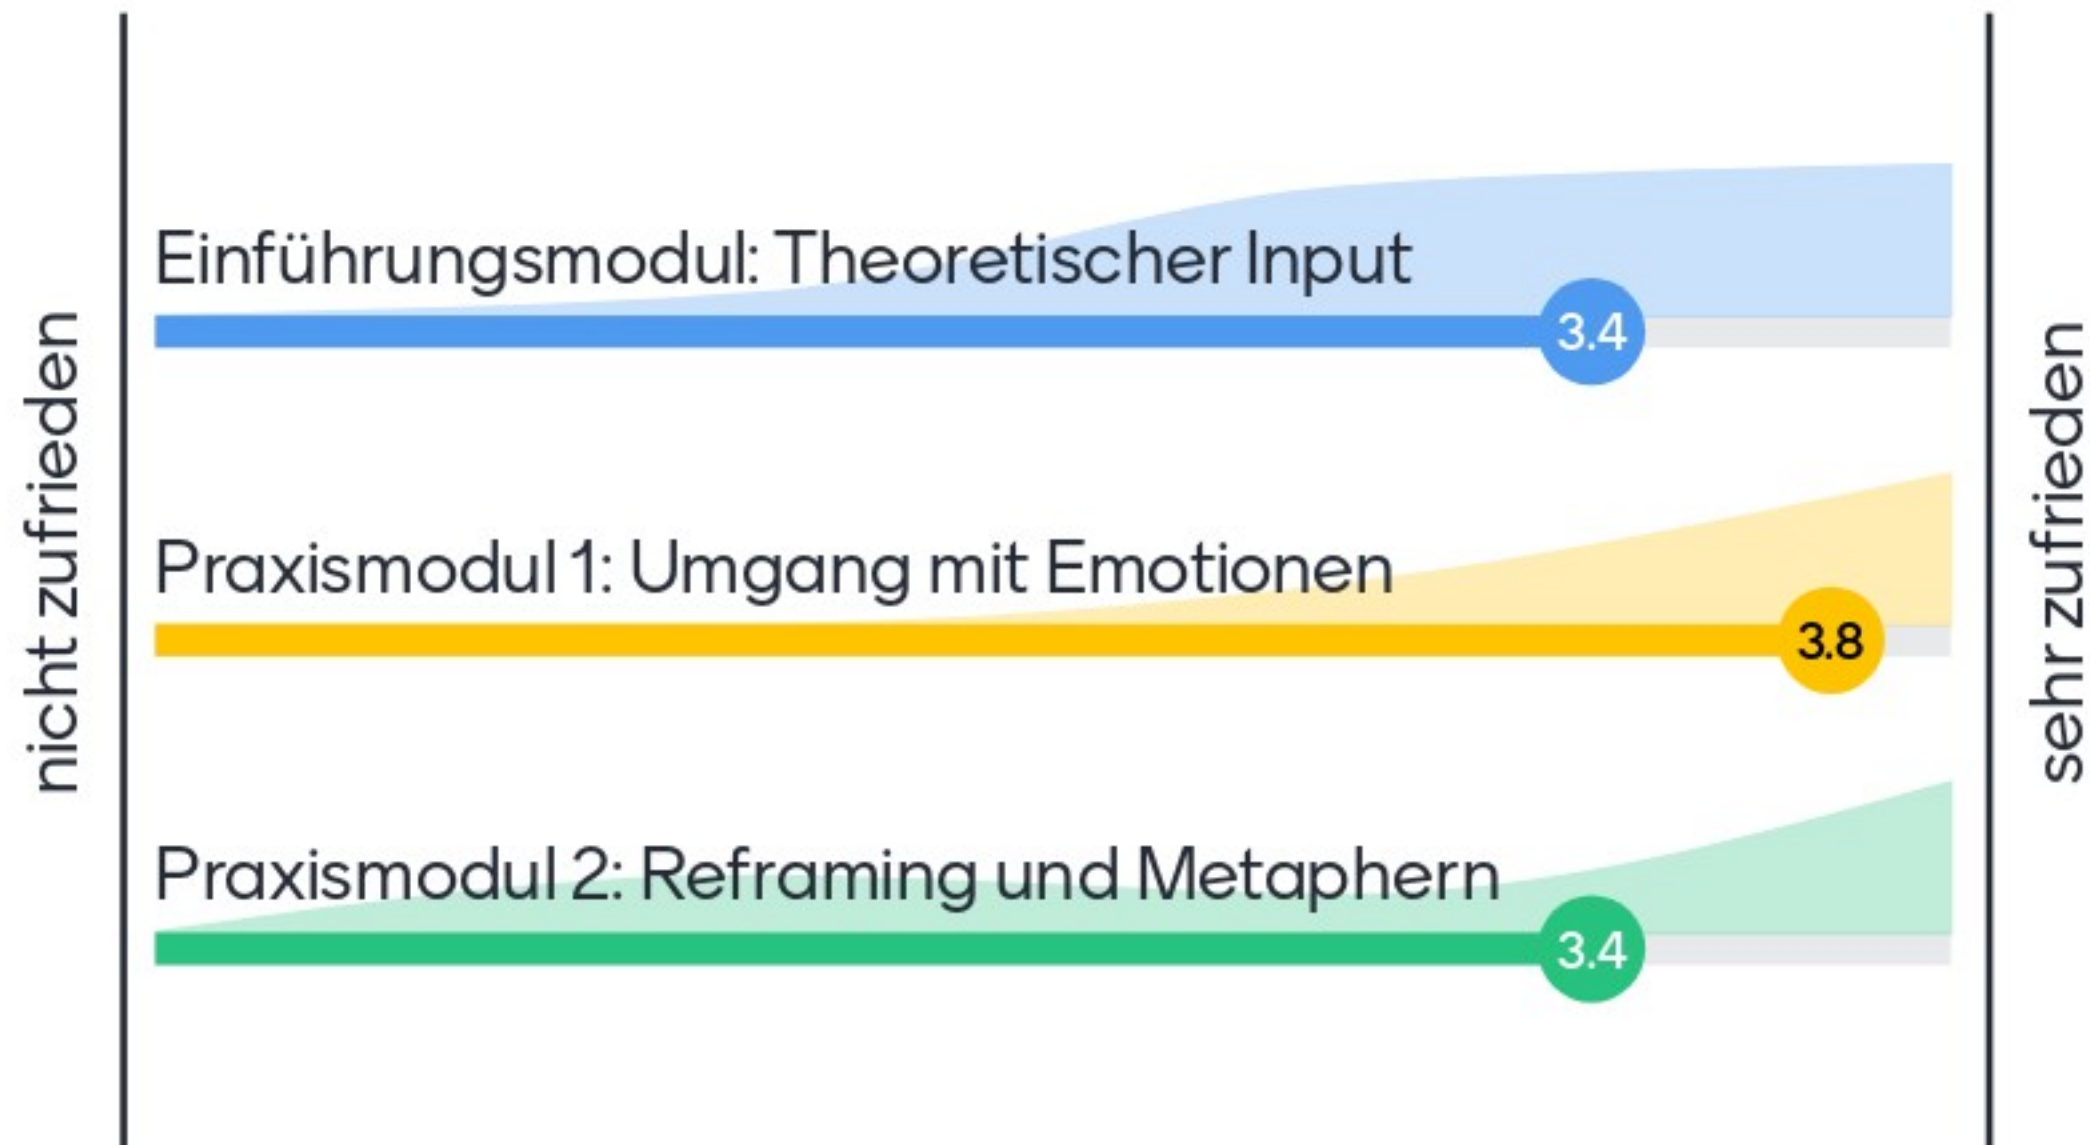 nicht zufrieden
Einführungsmodul: Theoretischer Input
3.4
Praxismodul 1: Umgang mit Emotionen
3.8
Praxismodul 2: Reframing und Metaphern
3.4
sehr zufrieden